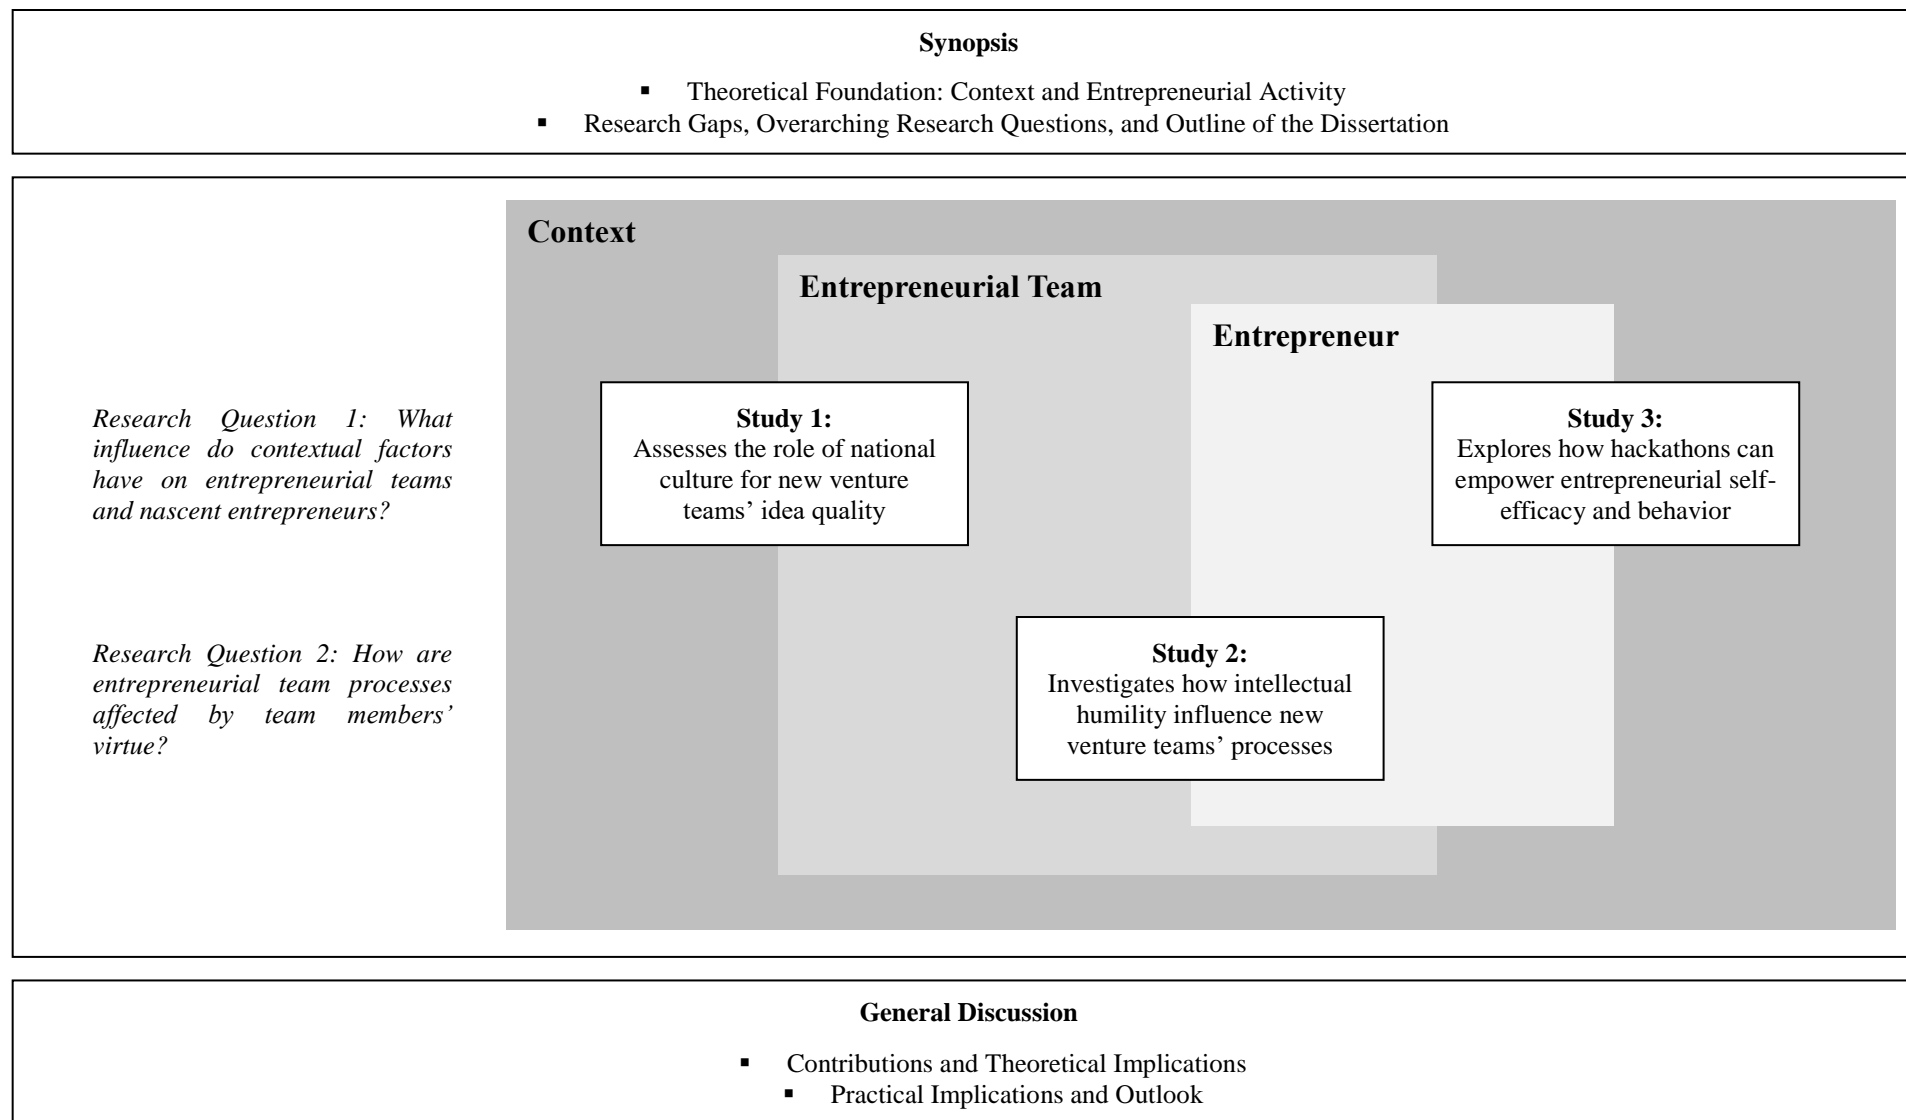 Synopsis
▪ Theoretical Foundation: Context and Entrepreneurial Activity
▪ Research Gaps, Overarching Research Questions, and Outline of the Dissertation
Context
Entrepreneurial Team
Entrepreneur
Research Question 1: What
influence do contextual factors
have on entrepreneurial teams
and nascent entrepreneurs?
Study 1:
Assesses the role of national
culture for new venture
teams’ idea quality
Study 3:
Explores how hackathons can
empower entrepreneurial self-
efficacy and behavior
Research Question 2: How are
entrepreneurial team processes
affected by team members’
virtue?
Study 2:
Investigates how intellectual
humility influence new
venture teams’ processes
General Discussion
▪ Contributions and Theoretical Implications
▪ Practical Implications and Outlook